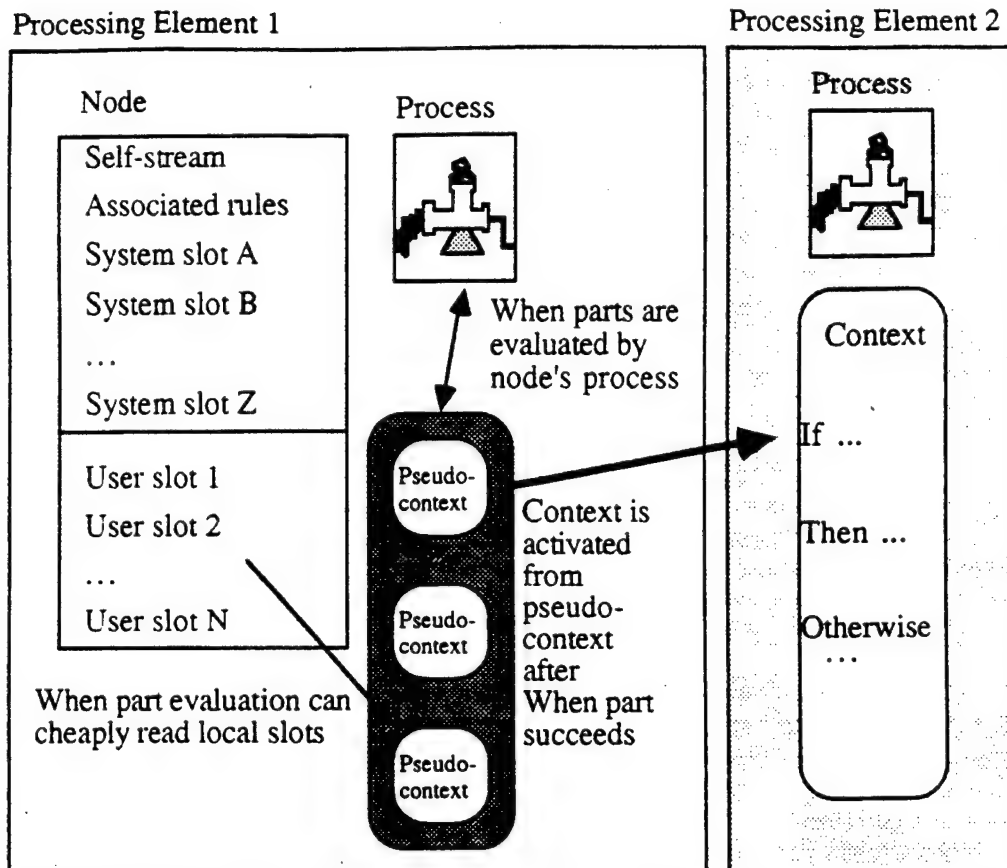 Processing Element 1
Processing Element 2
Node
Self-stream
Associated rules
System slot A
System slot B
...
System slot Z
User slot 1
User slot 2
...
User slot N
Process
When parts are
evaluated by
node's process
Pseudo-
context
Pseudo-
context
Pseudo-
context
When part evaluation can
cheaply read local slots
Context is
activated
from
pseudo-
context
after
When part
succeeds
Process
Context
If ...
Then ...
Otherwise
...